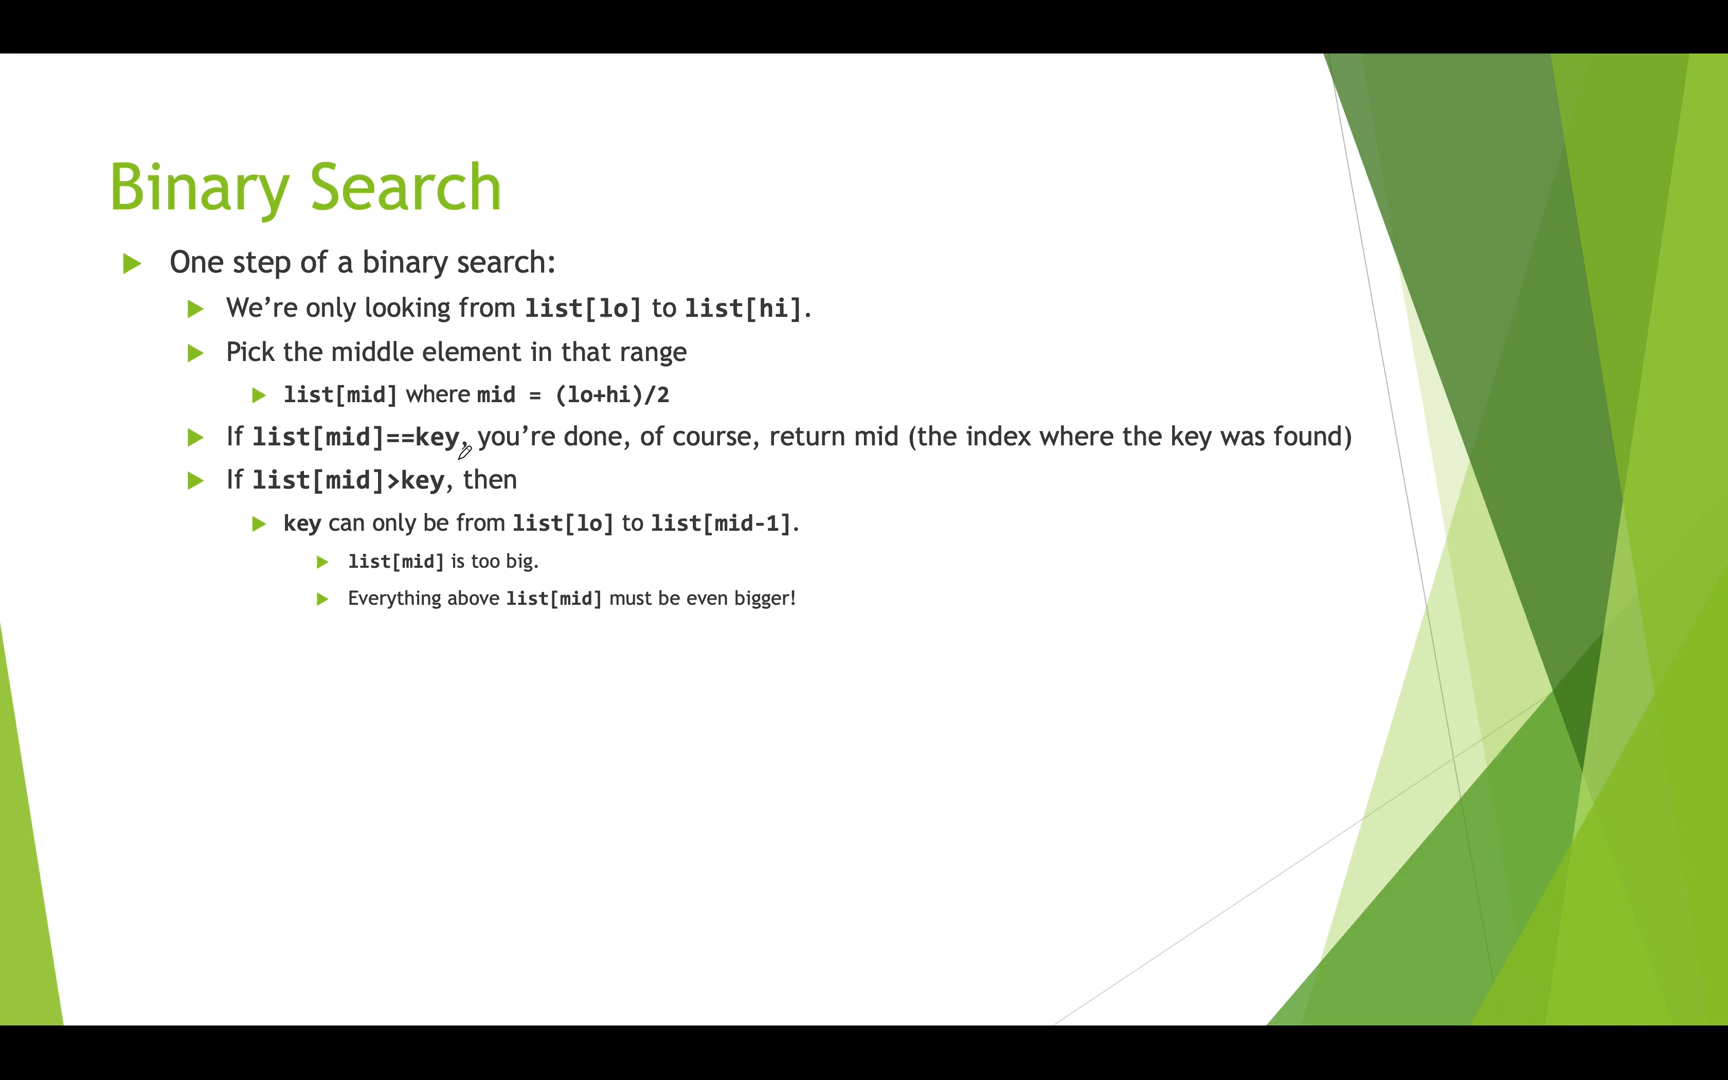 Binary Search
One step of a binary search:
We’re only looking from list[lo] to list[hi].
Pick the middle element in that range
list[mid] where mid = (lo+hi)/2
If list[mid]==key, you’re done, of course, return mid (the index where the key was found)
If list[mid]>key, then
key can only be from list[lo] to list[mid-1].
list[mid] is too big.
Everything above list[mid] must be even bigger!